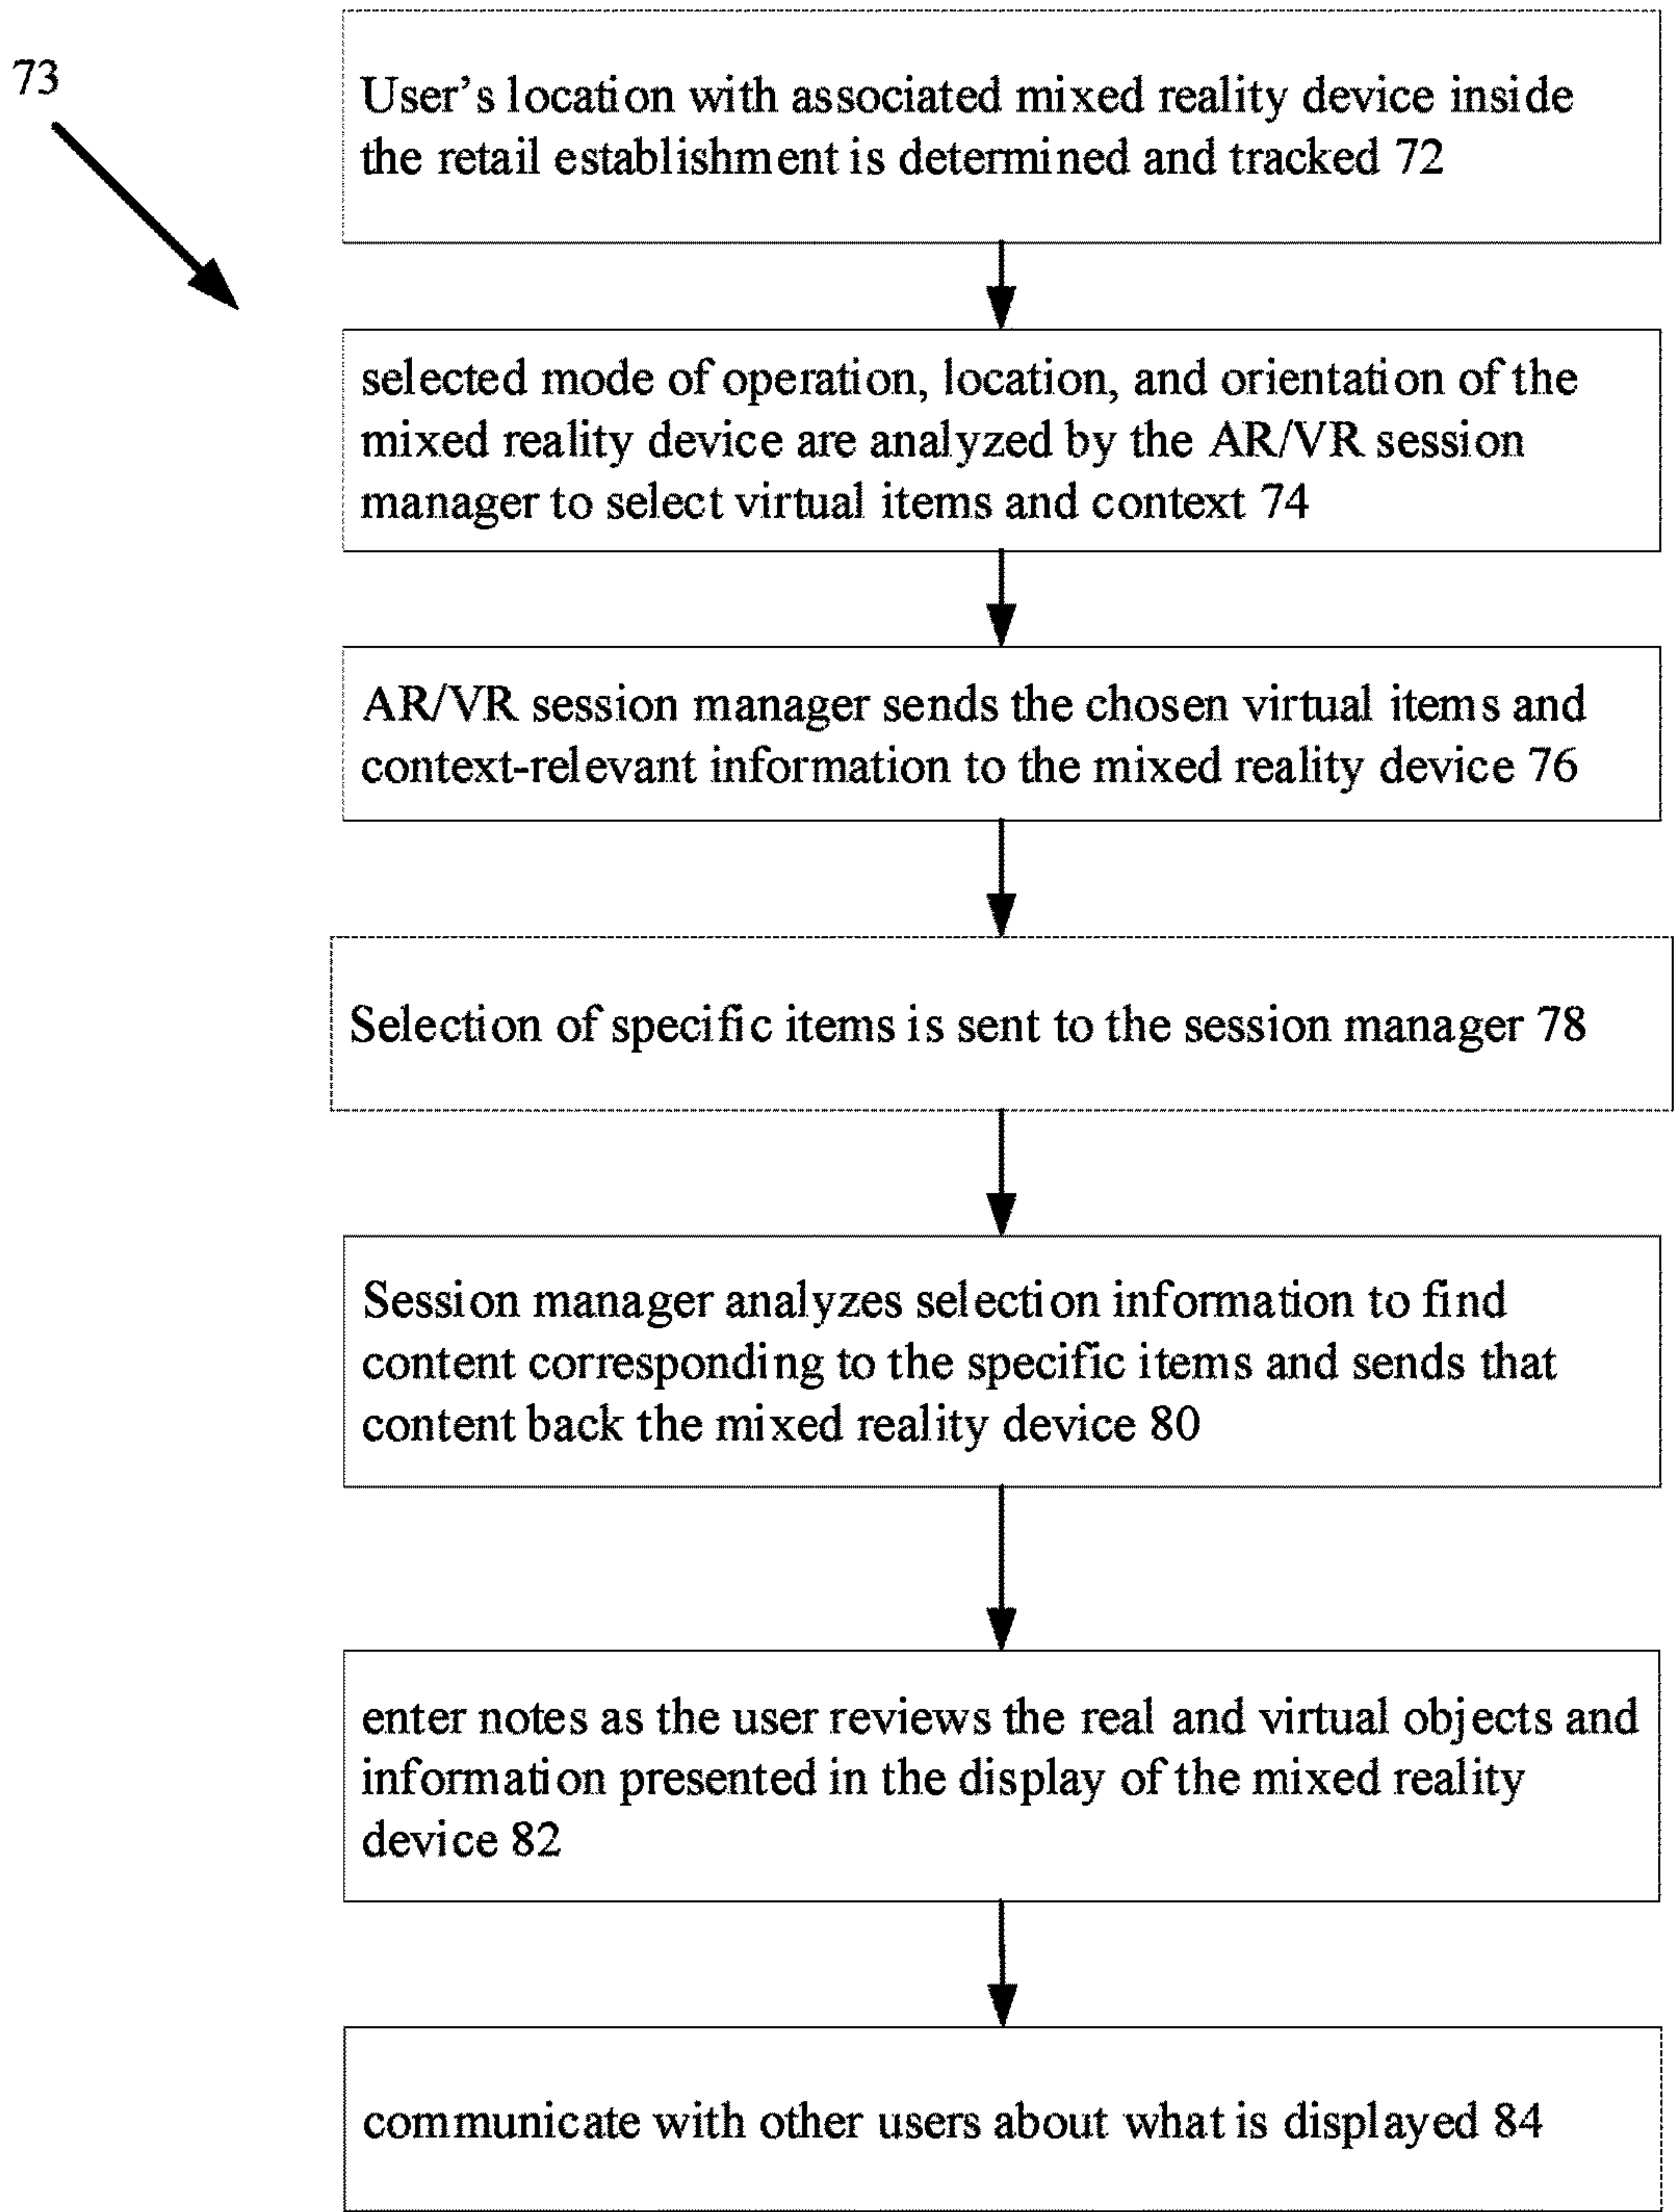 73
User's location with associated mixed reality device inside
the retail establishment is determined and tracked 72
selected mode of operation, location, and orientation of the
mixed reality device are analyzed by the AR/VR session
manager to select virtual items and context 74
AR/VR session manager sends the chosen virtual items and
context-relevant information to the mixed reality device 76
Selection of specific items is sent to the session manager 78
Session manager analyzes selection information to find
content corresponding to the specific items and sends that
content back the mixed reality device 80
enter notes as the user reviews the real and virtual objects and
information presented in the display of the mixed reality
device 82
communicate with other users about what is displayed 84